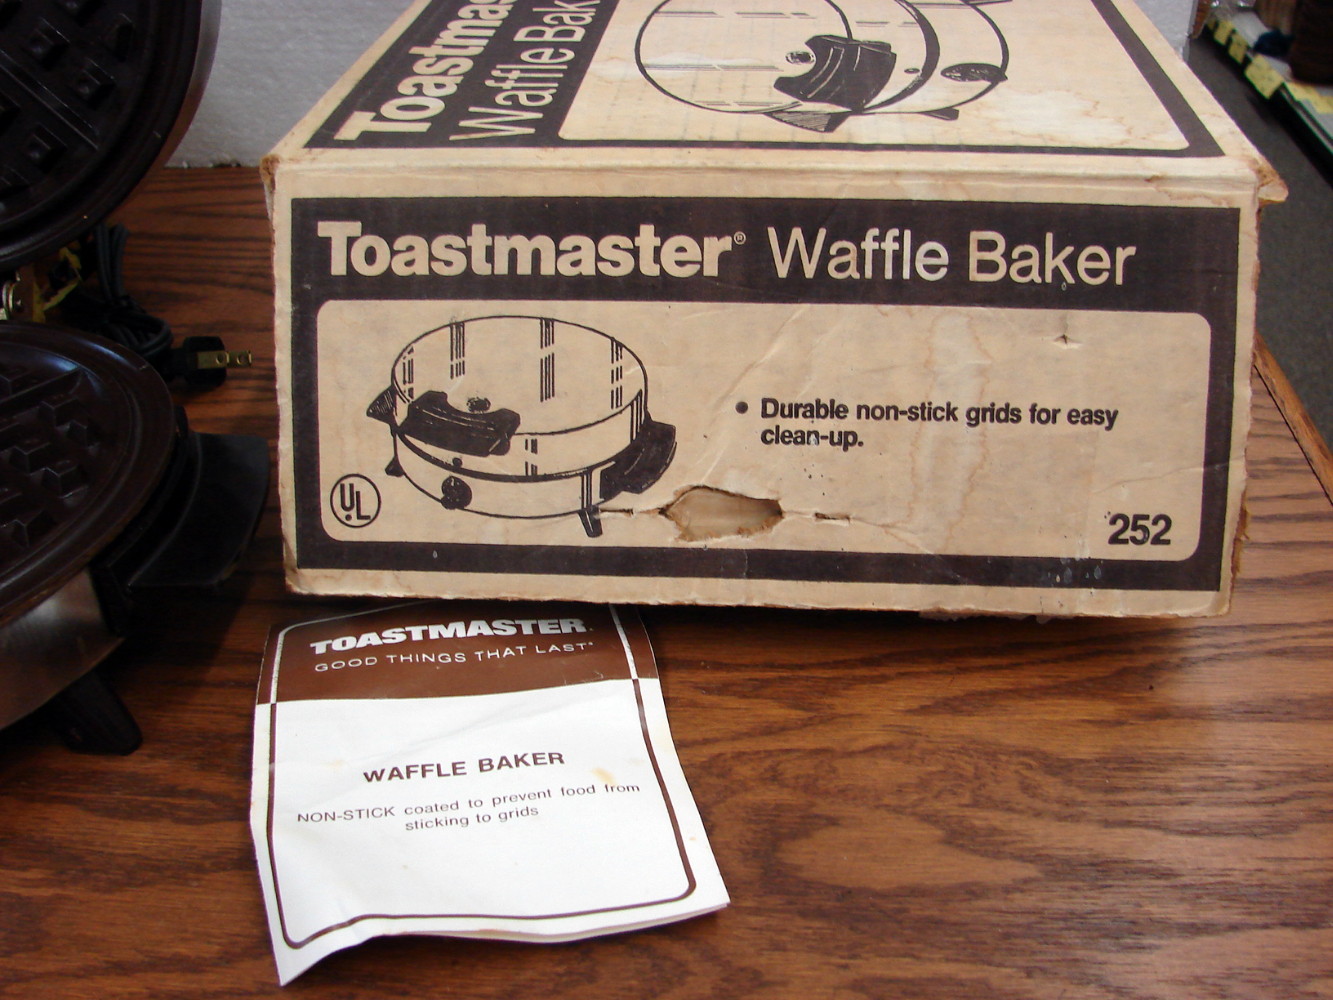 Toastmas
Waffle Bak
Toastmaster® Waffle Baker
• Durable non-stick grids for easy
clean-up.
UL
252
TOASTMASTER.
GOOD THINGS THAT LAST®
WAFFLE BAKER
NON-STICK coated to prevent food from
sticking to grids